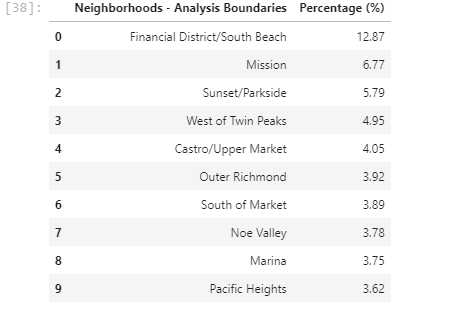 [38]: Neighborhoods - Analysis Boundaries Percentage (%)
0 Financial District/South Beach 12.87
1 Mission 6.77
2 Sunset/Parkside 5.79
3 West of Twin Peaks 4.95
4 Castro/Upper Market 4.05
5 Outer Richmond 3.92
6 South of Market 3.89
7 Noe Valley 3.78
8 Marina 3.75
9 Pacific Heights 3.62